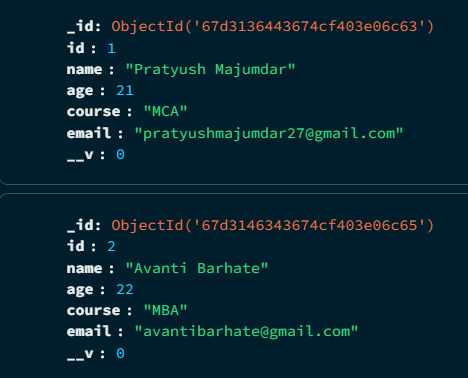 _id: ObjectId('67d3136443674cf403e06c63')
id : 1
name : "Pratyush Majumdar"
age : 21
course : "MCA"
email : "pratyushmajumdar27@gmail.com"
__v : 0
_id: ObjectId('67d3146343674cf403e06c65')
id : 2
name : "Avanti Barhate"
age : 22
course : "MBA"
email : "avantibarhate@gmail.com"
__v : 0